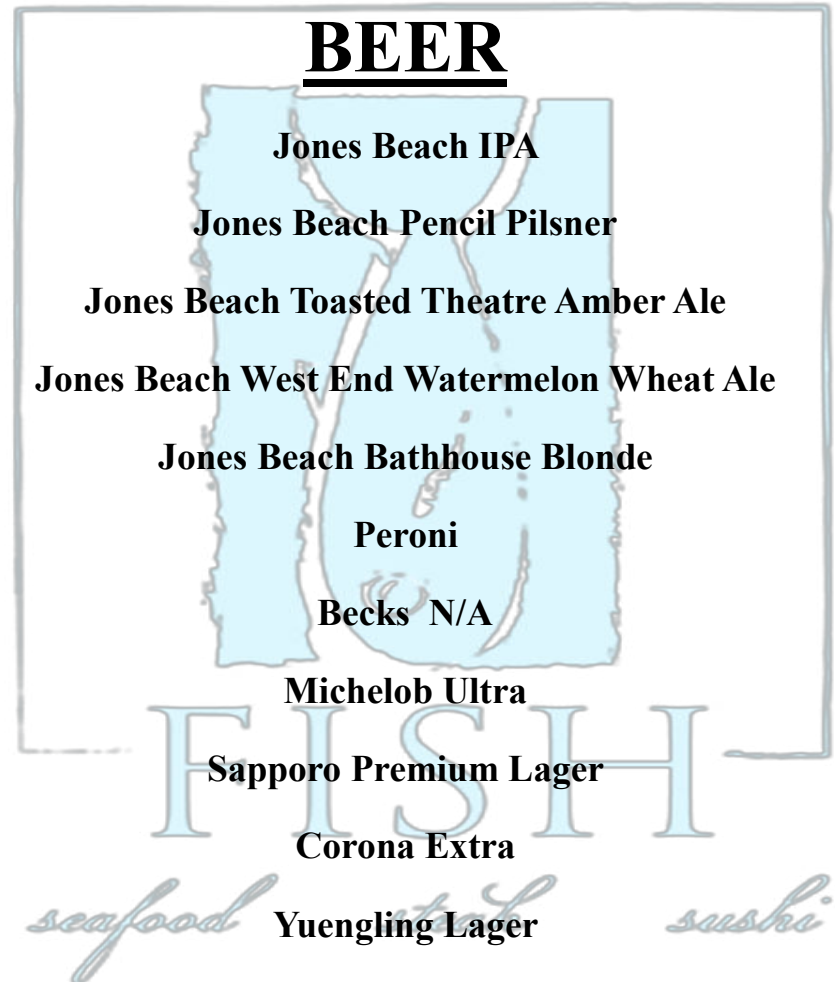 BEER
Jones Beach IPA
Jones Beach Pencil Pilsner
Jones Beach Toasted Theatre Amber Ale
Jones Beach West End Watermelon Wheat Ale
Jones Beach Bathhouse Blonde
Peroni
Becks  N/A
Michelob Ultra
FISH
Sapporo Premium Lager
Corona Extra
seafood steak sushi
Yuengling Lager